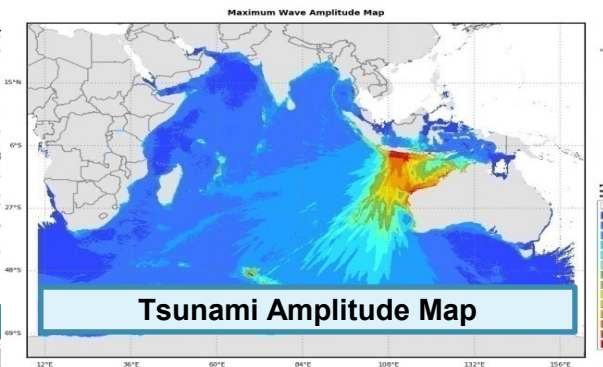 Maximum Wave Amplitude Map
15°N
6°S
27°S
48°S
69°S
Tsunami Amplitude Map
12°E 36°E 60°E 84°E 108°E 132°E 156°E